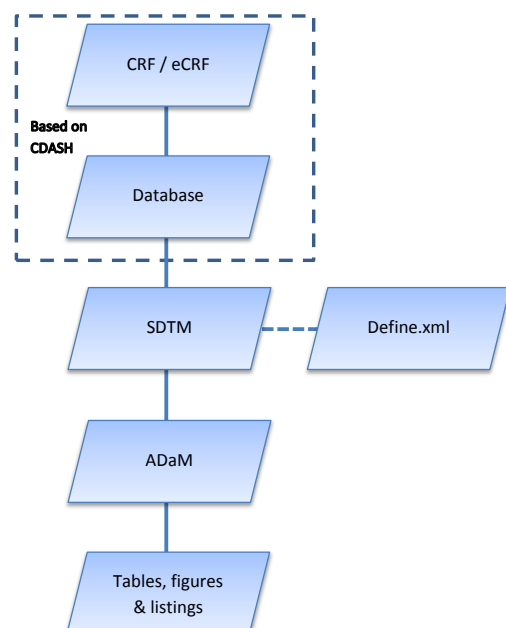 CRF / eCRF
Based on
CDASH
Database
SDTM
Define.xml
ADaM
Tables, figures
& listings